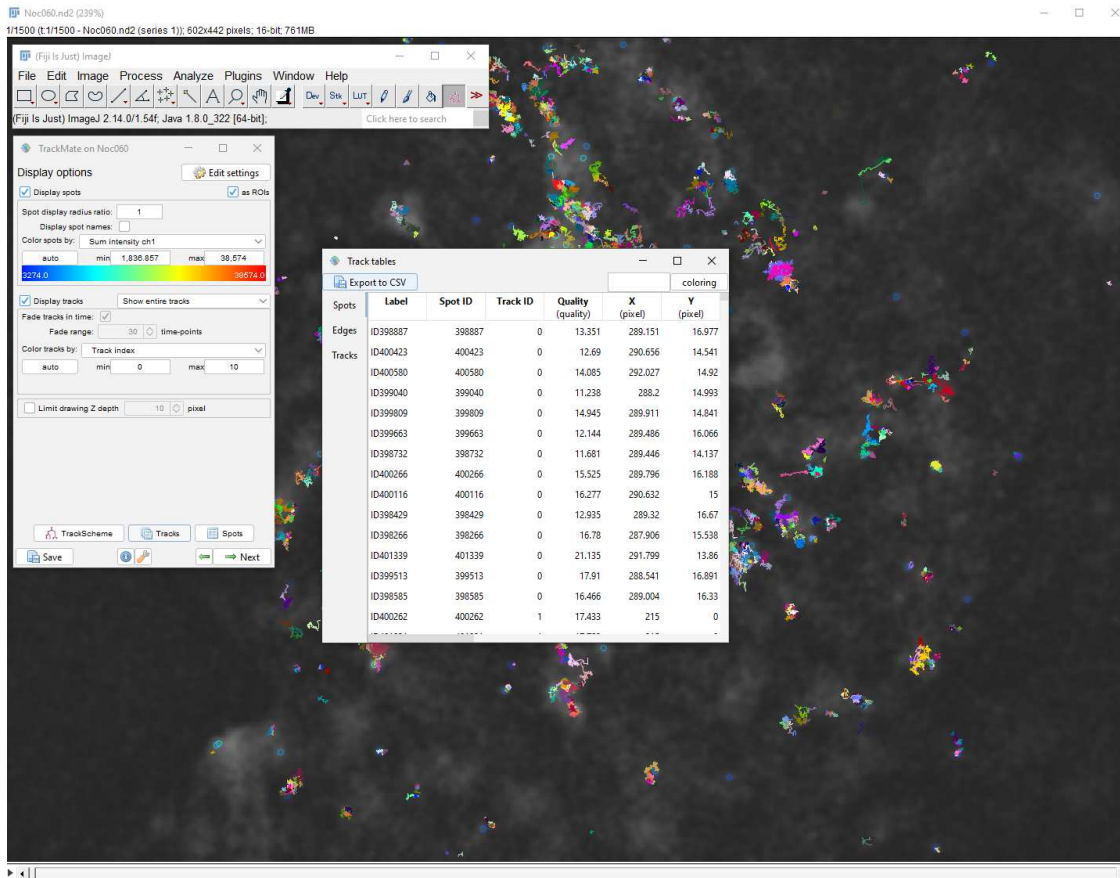 Noc060.nd2 (239%)
1/1500 (t:1/1500 - Noc060.nd2 (series 1)); 602x442 pixels; 16-bit; 761MB
(Fiji Is Just) ImageJ
File Edit Image Process Analyze Plugins Window Help
Dev Stk LUT
(Fiji Is Just) ImageJ 2.14.0/1.54f; Java 1.8.0_322 [64-bit]; Click here to search
TrackMate on Noc060
Display options Edit settings
Display spots as ROIs
Spot display radius ratio: 1
Display spot names:
Color spots by: Sum intensity ch1
auto min 1,836.857 max 38,574
3274.0 38574.0
Display tracks Show entire tracks
Fade tracks in time:
Fade range: 30 time-points
Color tracks by: Track index
auto min 0 max 10
Limit drawing Z depth 10 pixel
TrackScheme Tracks Spots
Save Next
Track tables
Export to CSV coloring
Spots
Edges
Tracks
Label Spot ID Track ID Quality X Y
(quality) (pixel) (pixel)
ID398887 398887 0 13.351 289.151 16.977
ID400423 400423 0 12.69 290.656 14.541
ID400580 400580 0 14.085 292.027 14.92
ID399040 399040 0 11.238 288.2 14.993
ID399809 399809 0 14.945 289.911 14.841
ID399663 399663 0 12.144 289.486 16.066
ID398732 398732 0 11.681 289.446 14.137
ID400266 400266 0 15.525 289.796 16.188
ID400116 400116 0 16.277 290.632 15
ID398429 398429 0 12.935 289.32 16.67
ID398266 398266 0 16.78 287.906 15.538
ID401339 401339 0 21.135 291.799 13.86
ID399513 399513 0 17.91 288.541 16.891
ID398585 398585 0 16.466 289.004 16.33
ID400262 400262 1 17.433 215 0